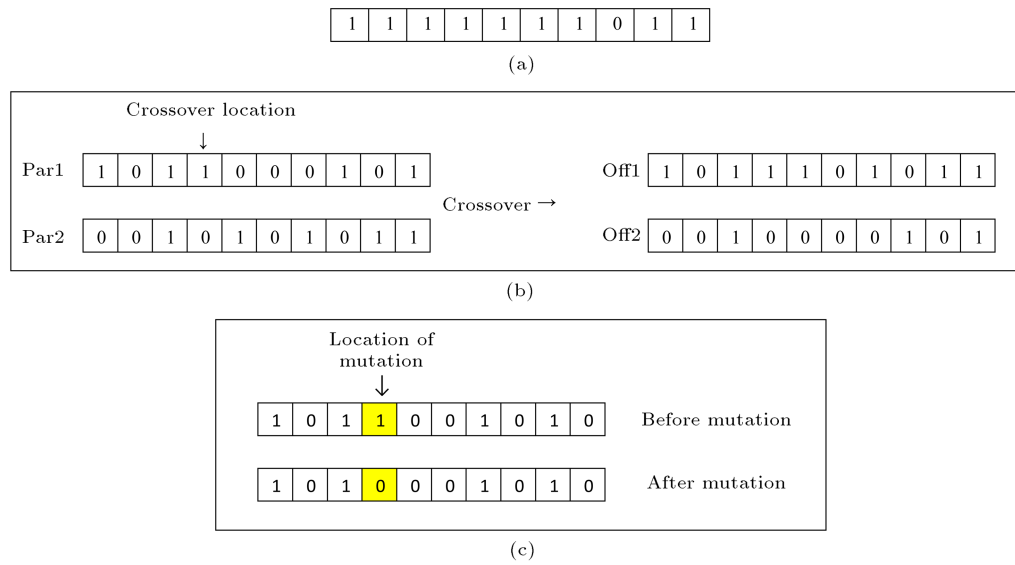 1 1 1 1 1 1 1 0 1 1
(a)
Crossover location
↓
Par1 1 0 1 1 0 0 0 1 0 1
Off1 1 0 1 1 1 0 1 0 1 1
Crossover →
Par2 0 0 1 0 1 0 1 0 1 1
Off2 0 0 1 0 0 0 0 1 0 1
(b)
Location of
mutation
↓
1 0 1 1 0 0 1 0 1 0 Before mutation
1 0 1 0 0 0 1 0 1 0 After mutation
(c)